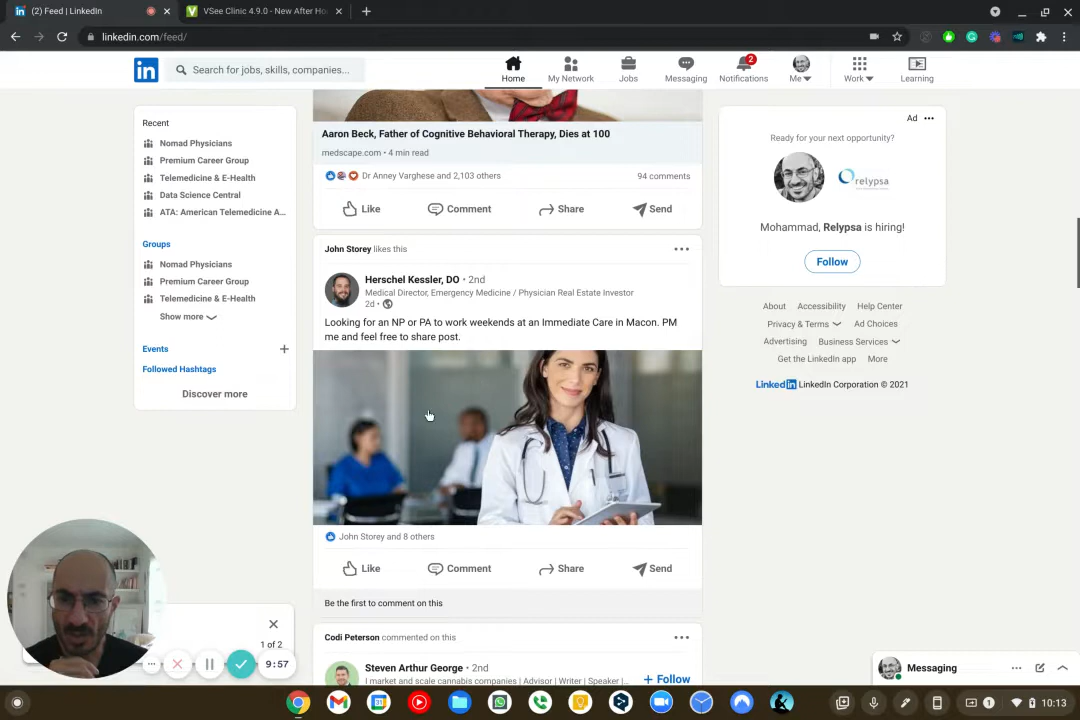 (2) Feed | LinkedIn
VSee Clinic 4.9.0 - New After Ho
linkedin.com/feed/
in
Search for jobs, skills, companies...
Home
My Network
Jobs
Messaging
2
Notifications
Me
Work
Learning
Recent
Nomad Physicians
Premium Career Group
Telemedicine & E-Health
Data Science Central
ATA: American Telemedicine A...
Groups
Nomad Physicians
Premium Career Group
Telemedicine & E-Health
Show more
Events
Followed Hashtags
Discover more
Aaron Beck, Father of Cognitive Behavioral Therapy, Dies at 100
medscape.com • 4 min read
Dr Anney Varghese and 2,103 others
94 comments
Like
Comment
Share
Send
John Storey likes this
Herschel Kessler, DO • 2nd
Medical Director, Emergency Medicine / Physician Real Estate Investor
2d •
Looking for an NP or PA to work weekends at an Immediate Care in Macon. PM
me and feel free to share post.
John Storey and 8 others
Like
Comment
Share
Send
Be the first to comment on this
Codi Peterson commented on this
Steven Arthur George • 2nd
I market and scale cannabis companies | Advisor | Writer | Speaker |...
+ Follow
Ad
Ready for your next opportunity?
relypsa
Mohammad, Relypsa is hiring!
Follow
About Accessibility Help Center
Privacy & Terms Ad Choices
Advertising Business Services
Get the LinkedIn app More
LinkedIn LinkedIn Corporation © 2021
1 of 2
9:57
Messaging
1
10:13